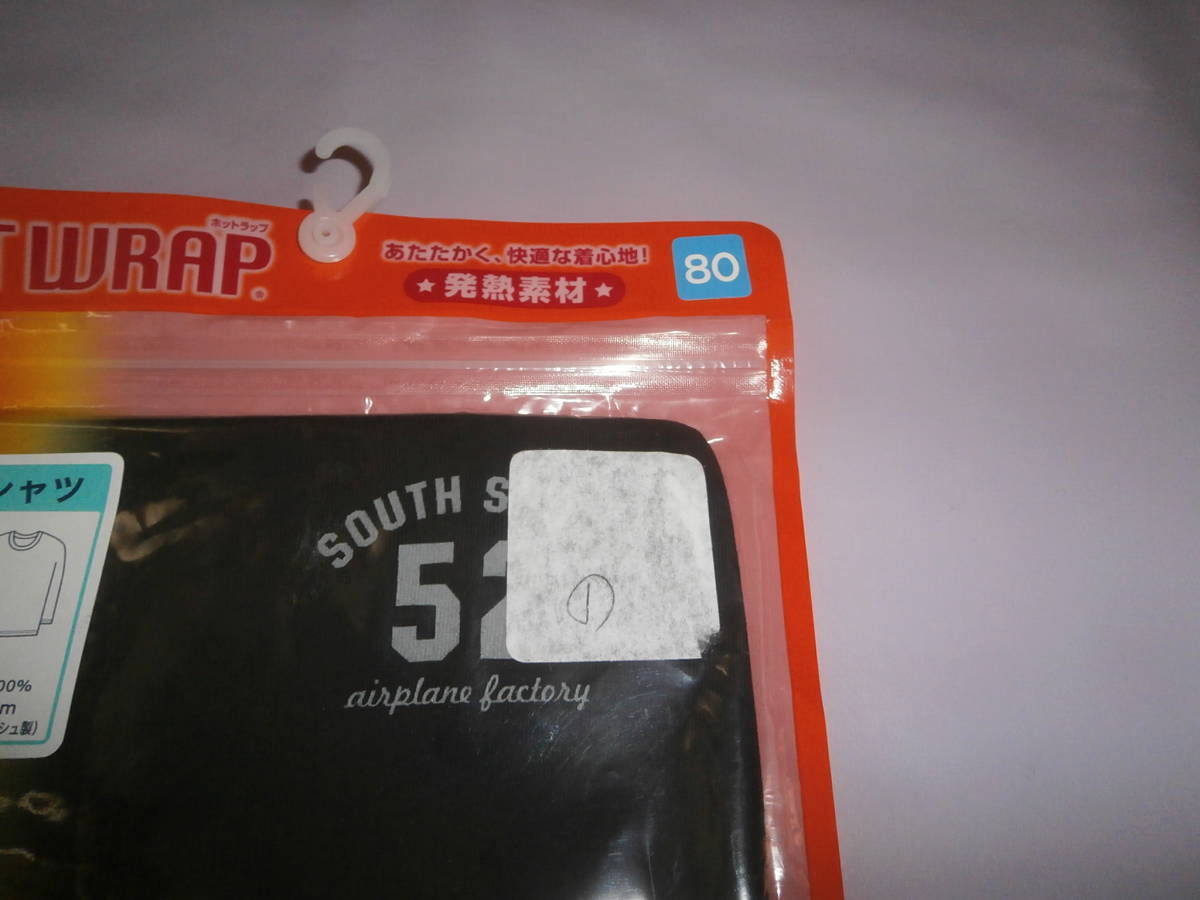 ホットラップ
T WRAP®
あたたかく、快適な着心地!
★発熱素材★
80
シャツ
00%
m
シュ製)
SOUTH S
52
airplane factory
①